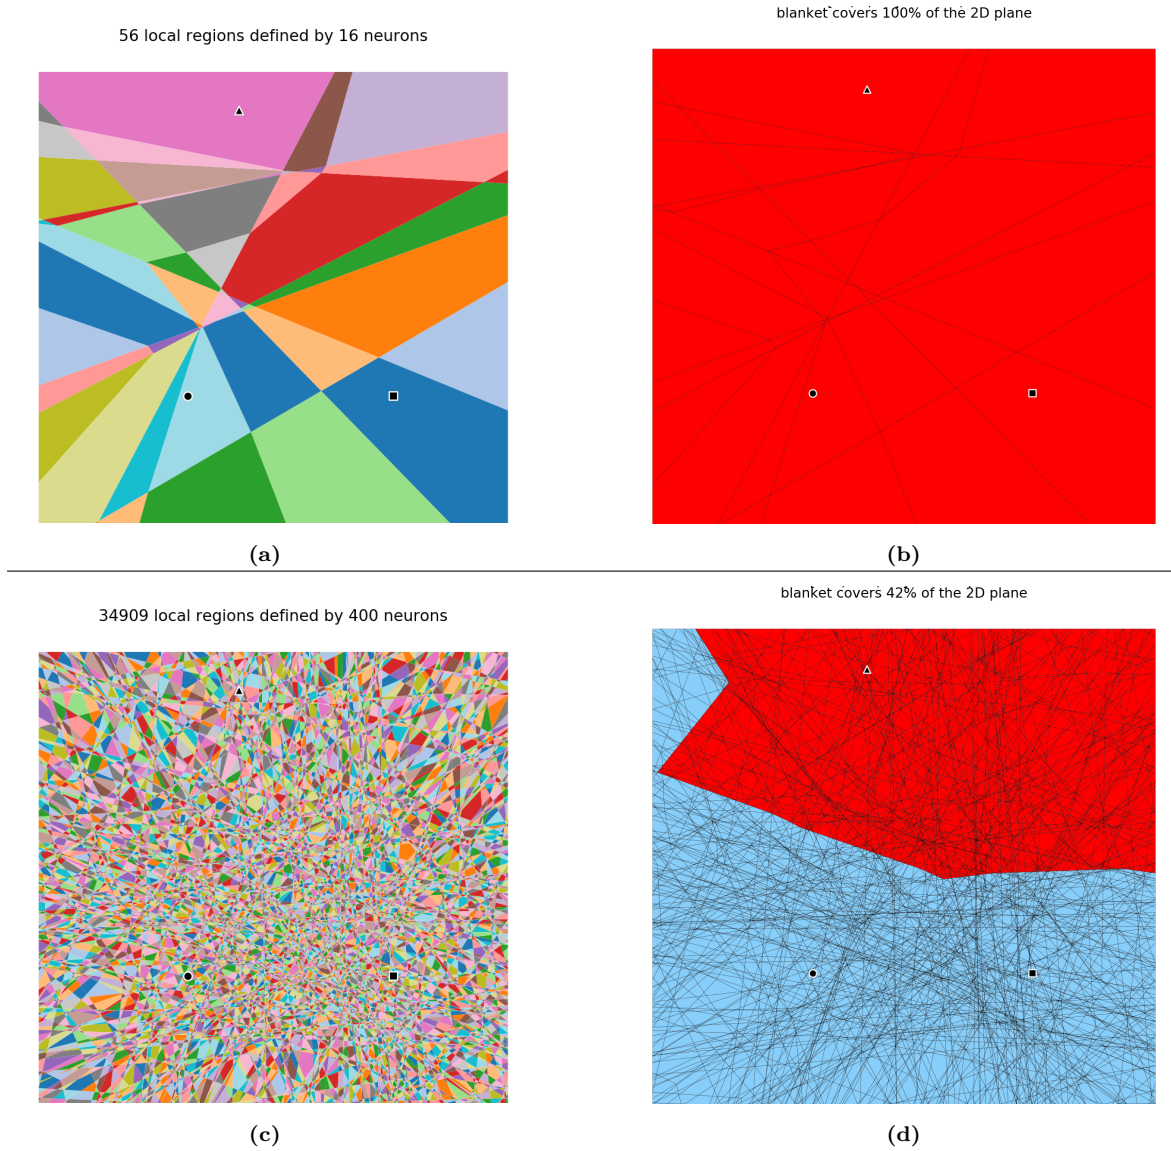 56 local regions defined by 16 neurons
blanket covers 100% of the 2D plane
(a)
(b)
34909 local regions defined by 400 neurons
blanket covers 42% of the 2D plane
(c)
(d)